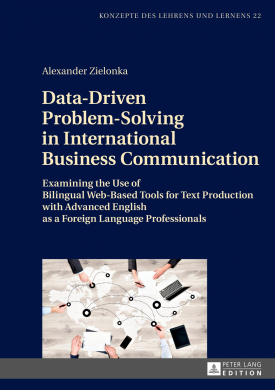 KONZEPTE DES LEHRENS UND LERNENS 22
Alexander Zielonka
Data-Driven
Problem-Solving
in International
Business Communication
Examining the Use of
Bilingual Web-Based Tools for Text Production
with Advanced English
as a Foreign Language Professionals
PETER LANG
EDITION